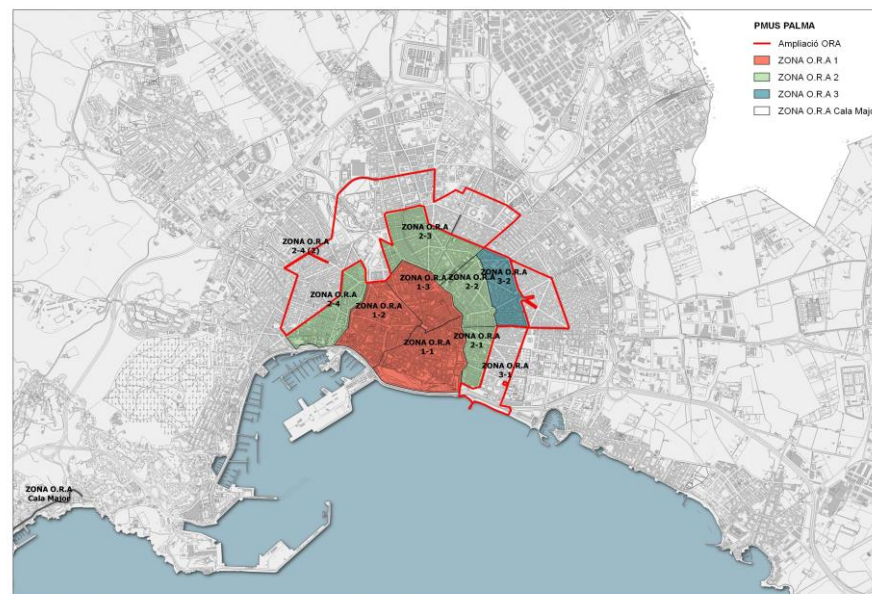 PMUS PALMA
Ampliació ORA
ZONA O.R.A 1
ZONA O.R.A 2
ZONA O.R.A 3
ZONA O.R.A Cala Major
ZONA O.R.A
2-3
ZONA O.R.A
2-4 (2)
ZONA O.R.A
1-3
ZONA O.R.A
2-2
ZONA O.R.A
3-2
ZONA O.R.A
2-4
ZONA O.R.A
1-2
ZONA O.R.A
1-1
ZONA O.R.A
2-1
ZONA O.R.A
3-1
ZONA O.R.A
Cala Major